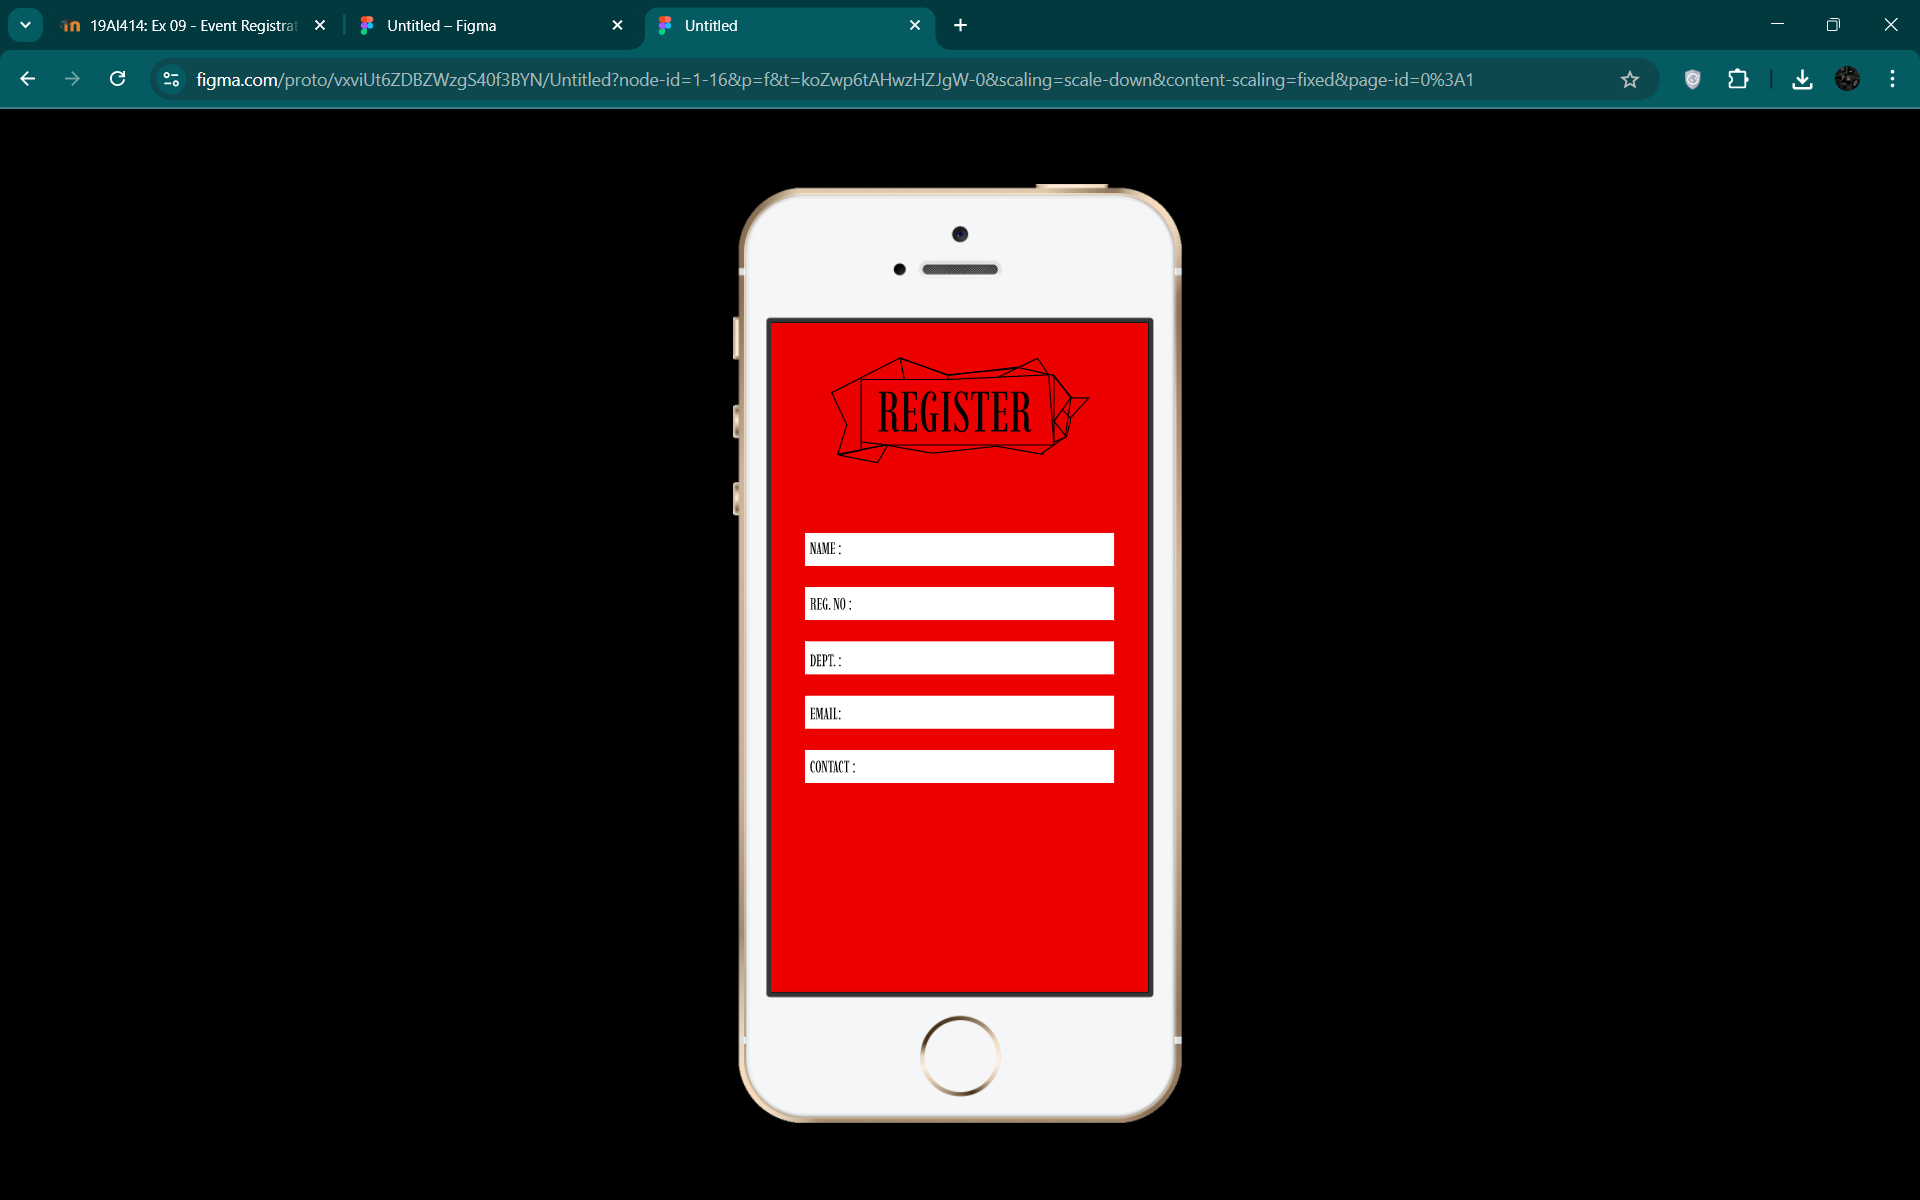 19AI414: Ex 09 - Event Registrat
Untitled – Figma
Untitled
figma.com/proto/vxviUt6ZDBZWzgS40f3BYN/Untitled?node-id=1-16&p=f&t=koZwp6tAHwzHZJgW-0&scaling=scale-down&content-scaling=fixed&page-id=0%3A1
REGISTER
NAME :
REG. NO :
DEPT. :
EMAIL:
CONTACT :